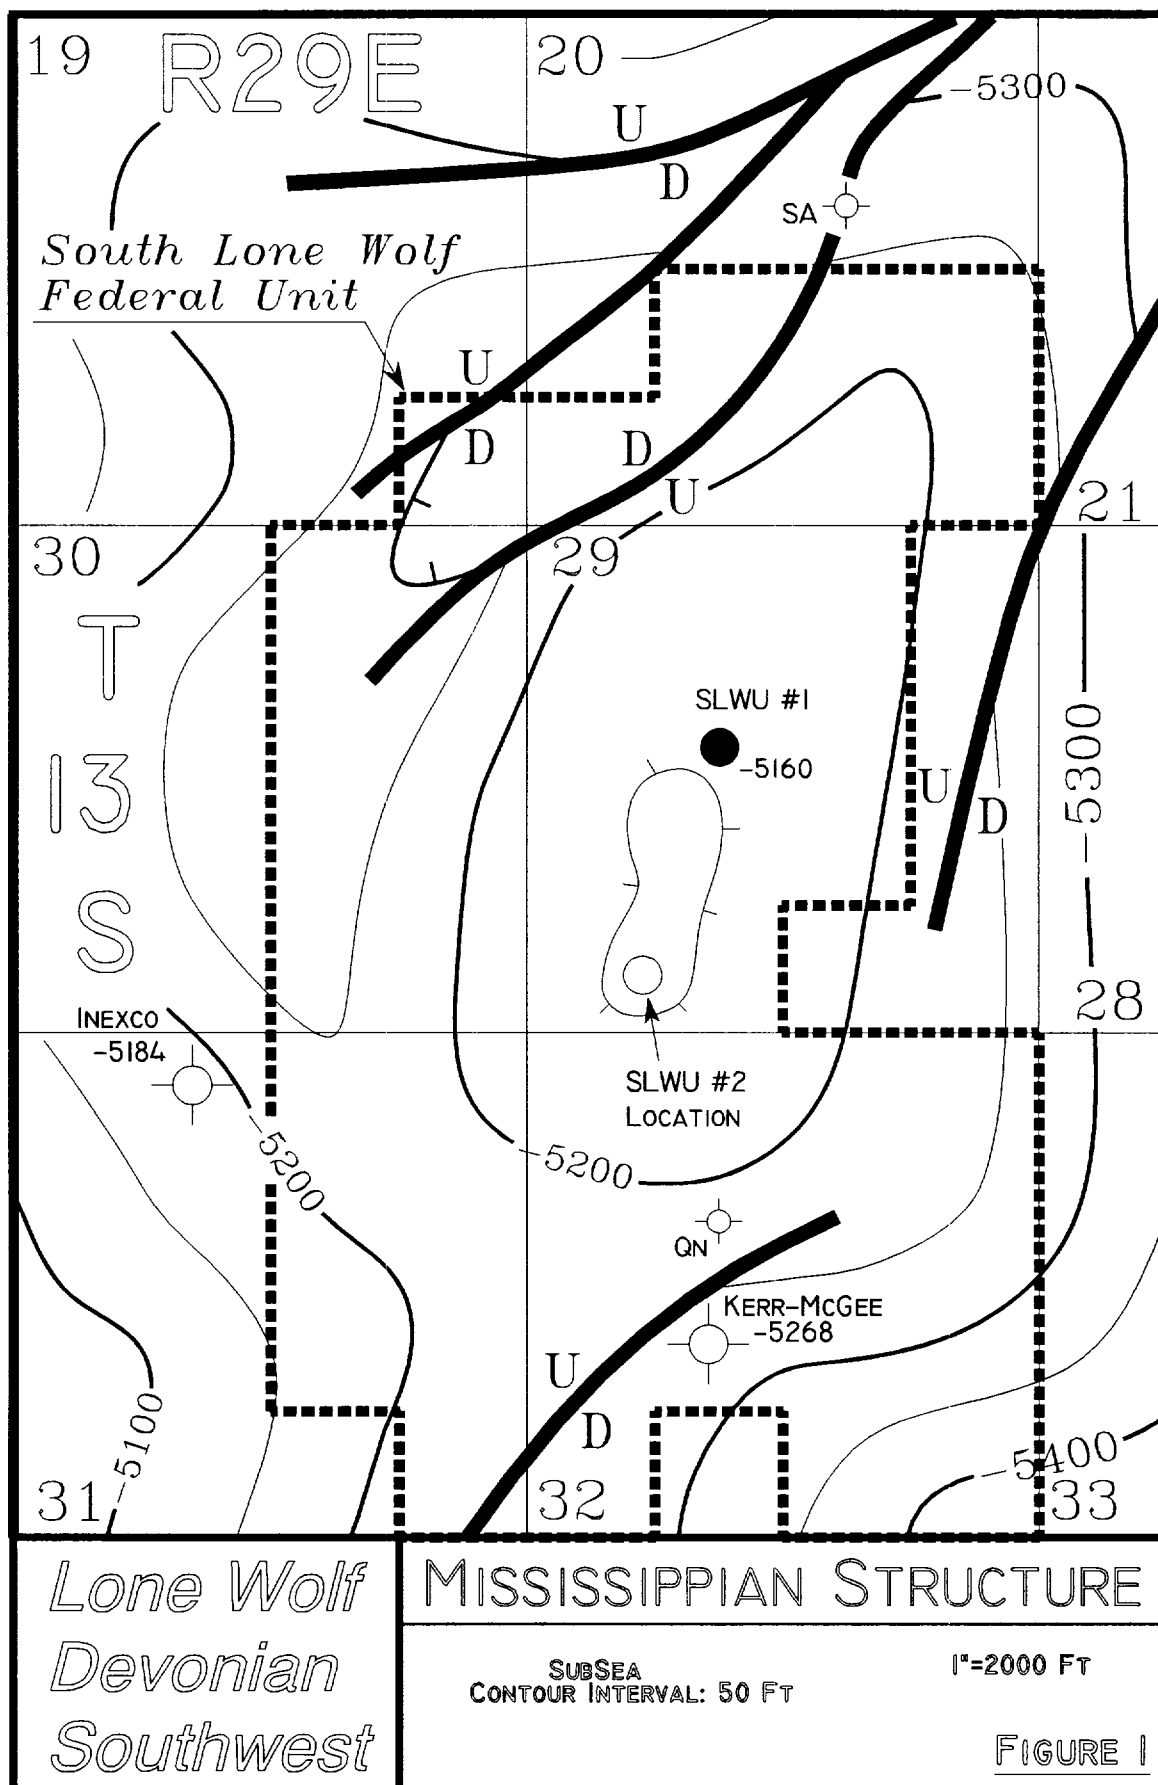 19
R29E
20
U
-5300
D
SA
South Lone Wolf
Federal Unit
U
D
D
U
21
30
29
T
13
S
SLWU #1
-5160
U
D
-5300
28
INEXCO
-5184
SLWU #2
LOCATION
-5200
-5200
QN
KERR-MCGEE
-5268
U
D
-5100
-5400
31
32
33
Lone Wolf
Devonian
Southwest
MISSISSIPPIAN STRUCTURE
SUBSEA
CONTOUR INTERVAL: 50 FT
1"=2000 FT
FIGURE 1